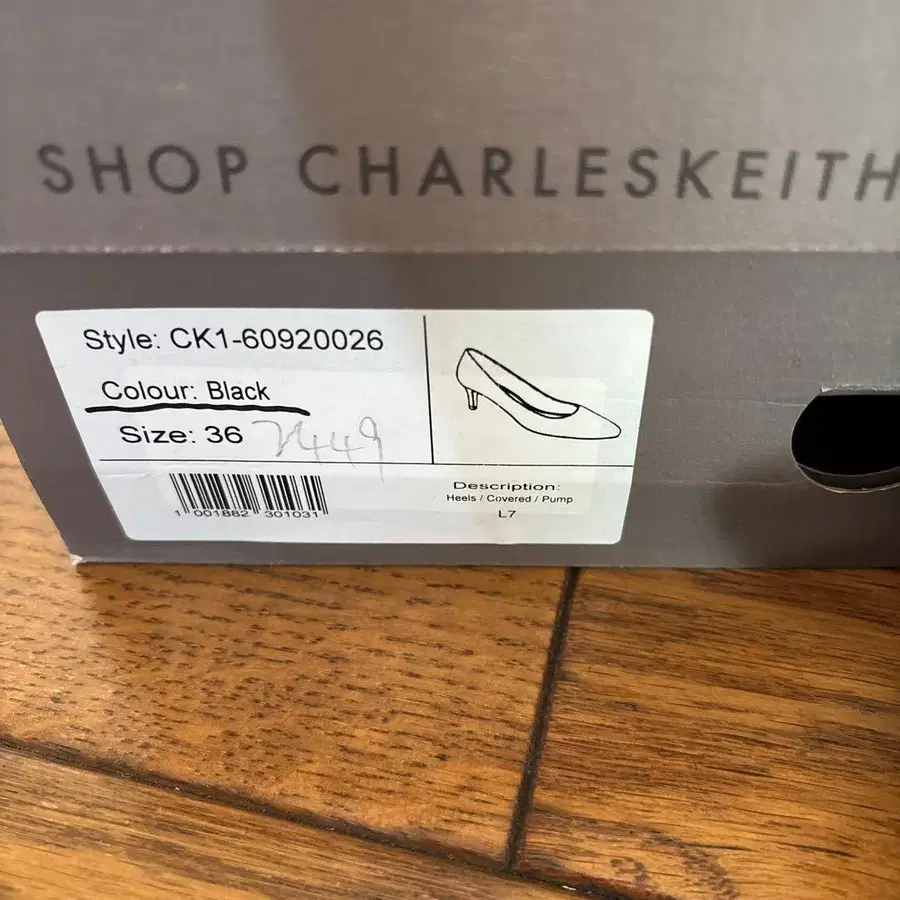 SHOP CHARLESKEITH
Style: CK1-60920026
Colour: Black
Size: 36
1 001882 301031
Description:
Heels / Covered / Pump
L7